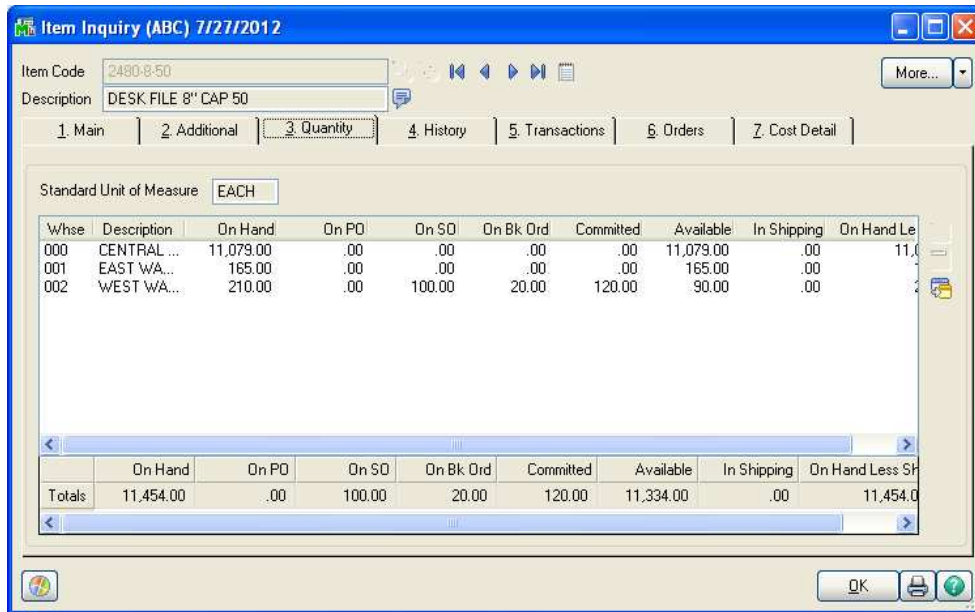 Item Inquiry (ABC) 7/27/2012
Item Code 2480-8-50 More...
Description DESK FILE 8" CAP 50
1. Main 2. Additional 3. Quantity 4. History 5. Transactions 6. Orders 7. Cost Detail
Standard Unit of Measure EACH
Whse Description On Hand On PO On SO On Bk Ord Committed Available In Shipping On Hand Le
000 CENTRAL ... 11,079.00 .00 .00 .00 .00 11,079.00 .00 11,0
001 EAST WA... 165.00 .00 .00 .00 .00 165.00 .00
002 WEST WA... 210.00 .00 100.00 20.00 120.00 90.00 .00 2
On Hand On PO On SO On Bk Ord Committed Available In Shipping On Hand Less Sh
Totals 11,454.00 .00 100.00 20.00 120.00 11,334.00 .00 11,454.0
OK